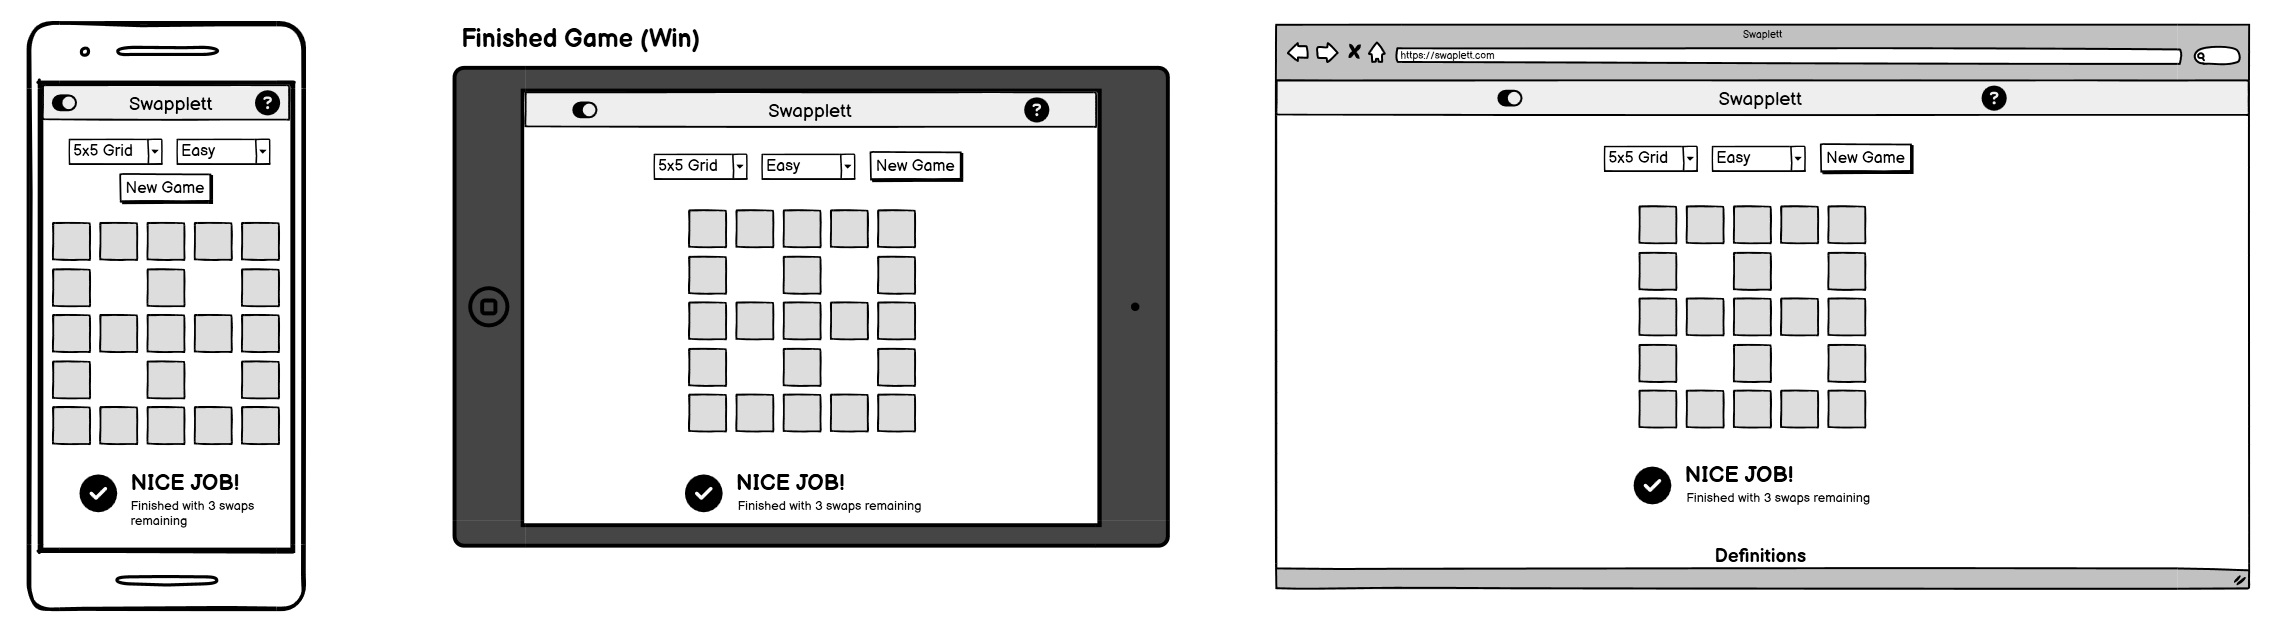 Swapplett
?
5x5 Grid
Easy
New Game
NICE JOB!
Finished with 3 swaps
remaining
Finished Game (Win)
Swapplett
?
5x5 Grid
Easy
New Game
NICE JOB!
Finished with 3 swaps remaining
Swaplett
https://swaplett.com
Swapplett
?
5x5 Grid
Easy
New Game
NICE JOB!
Finished with 3 swaps remaining
Definitions